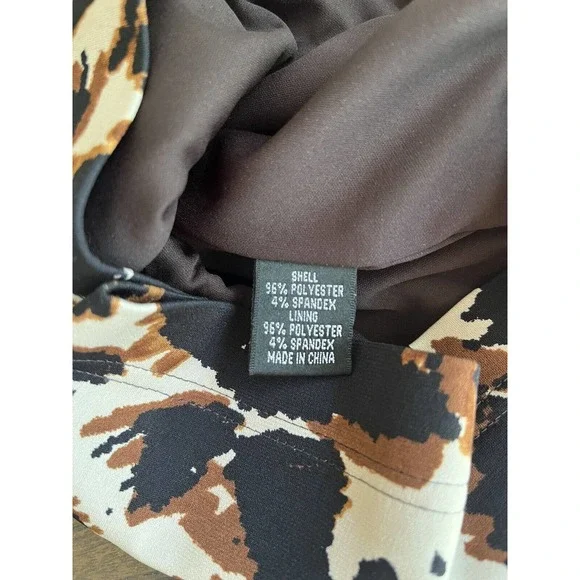 SHELL
96% POLYESTER
4% SPANDEX
LINING
96% POLYESTER
4% SPANDEX
MADE IN CHINA